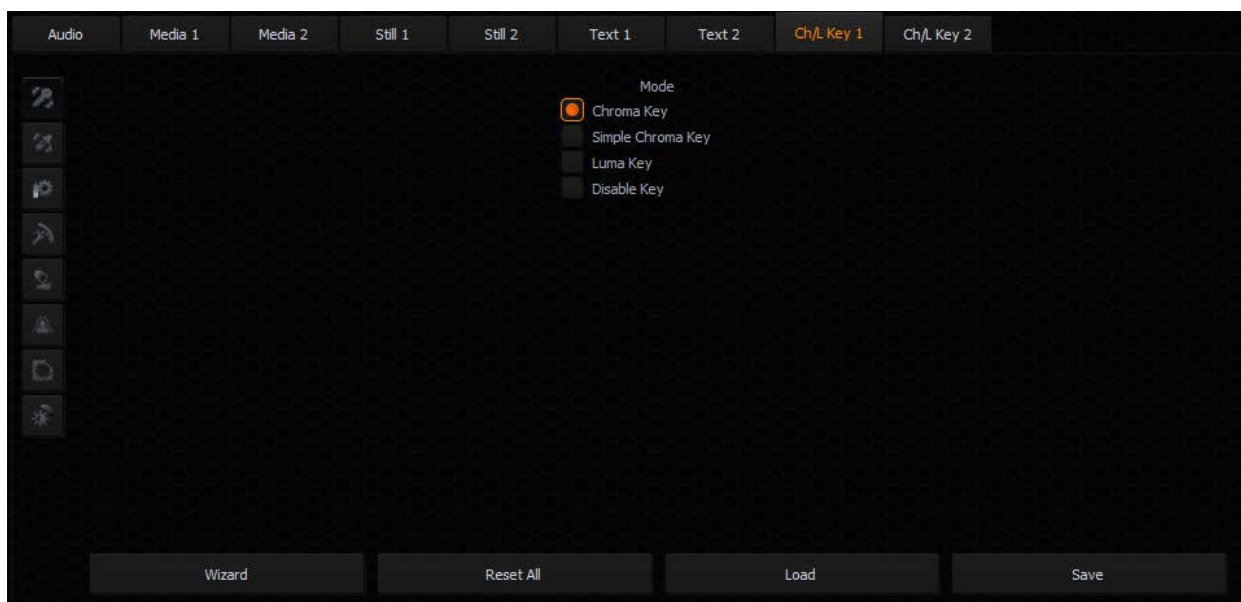 Audio Media 1 Media 2 Still 1 Still 2 Text 1 Text 2 Ch/L Key 1 Ch/L Key 2
Mode
Chroma Key
Simple Chroma Key
Luma Key
Disable Key
Wizard Reset All Load Save